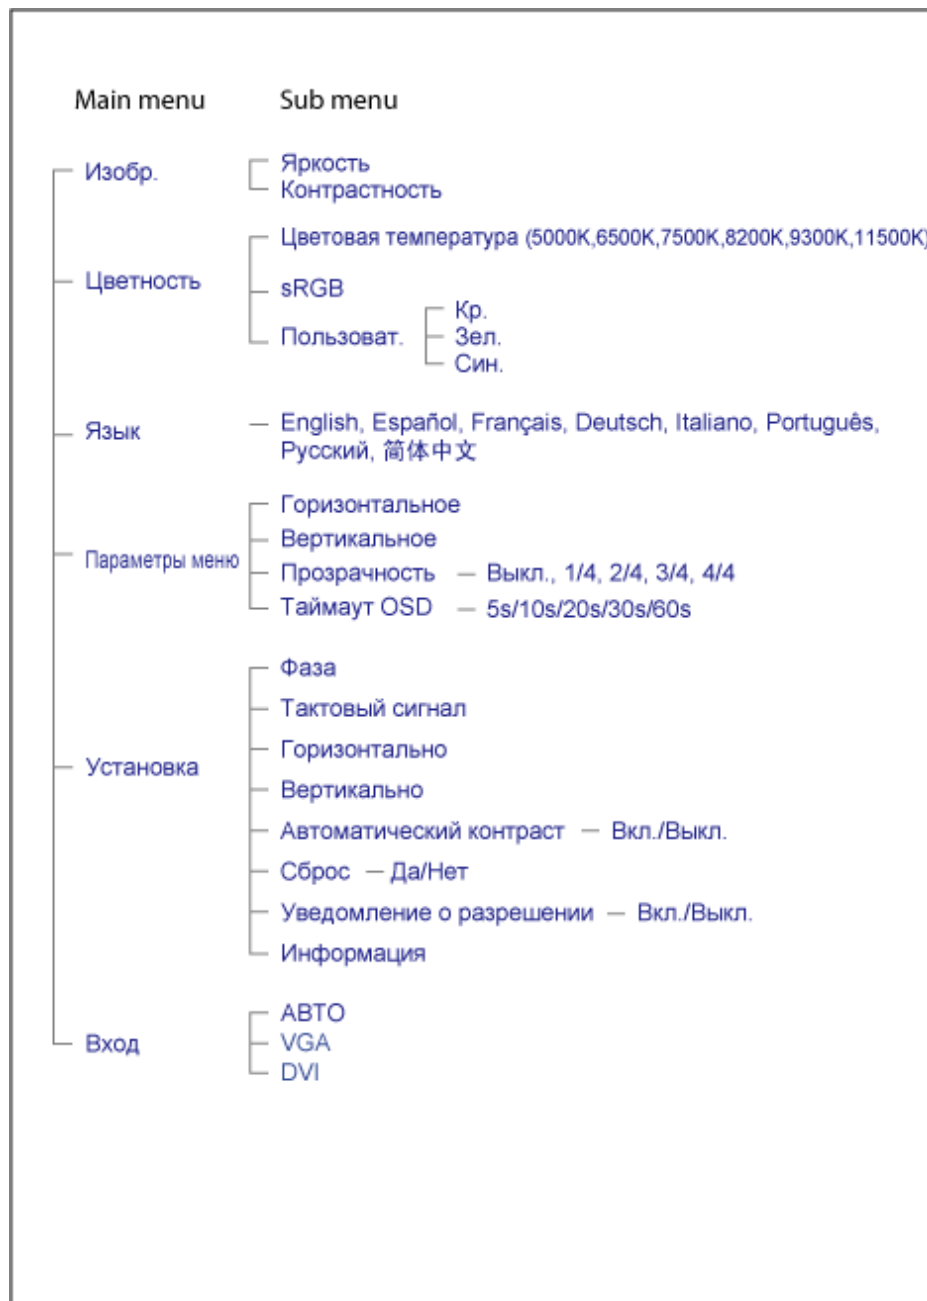 Main menu Sub menu
Изобр.
Яркость
Контрастность
Цветность
Цветовая температура (5000K,6500K,7500K,8200K,9300K,11500K)
sRGB
Пользоват.
Кр.
Зел.
Син.
Язык
English, Español, Français, Deutsch, Italiano, Português,
Русский, 简体中文
Параметры меню
Горизонтальное
Вертикальное
Прозрачность — Выкл., 1/4, 2/4, 3/4, 4/4
Таймаут OSD — 5s/10s/20s/30s/60s
Установка
Фаза
Тактовый сигнал
Горизонтально
Вертикально
Автоматический контраст — Вкл./Выкл.
Сброс — Да/Нет
Уведомление о разрешении — Вкл./Выкл.
Информация
Вход
АВТО
VGA
DVI